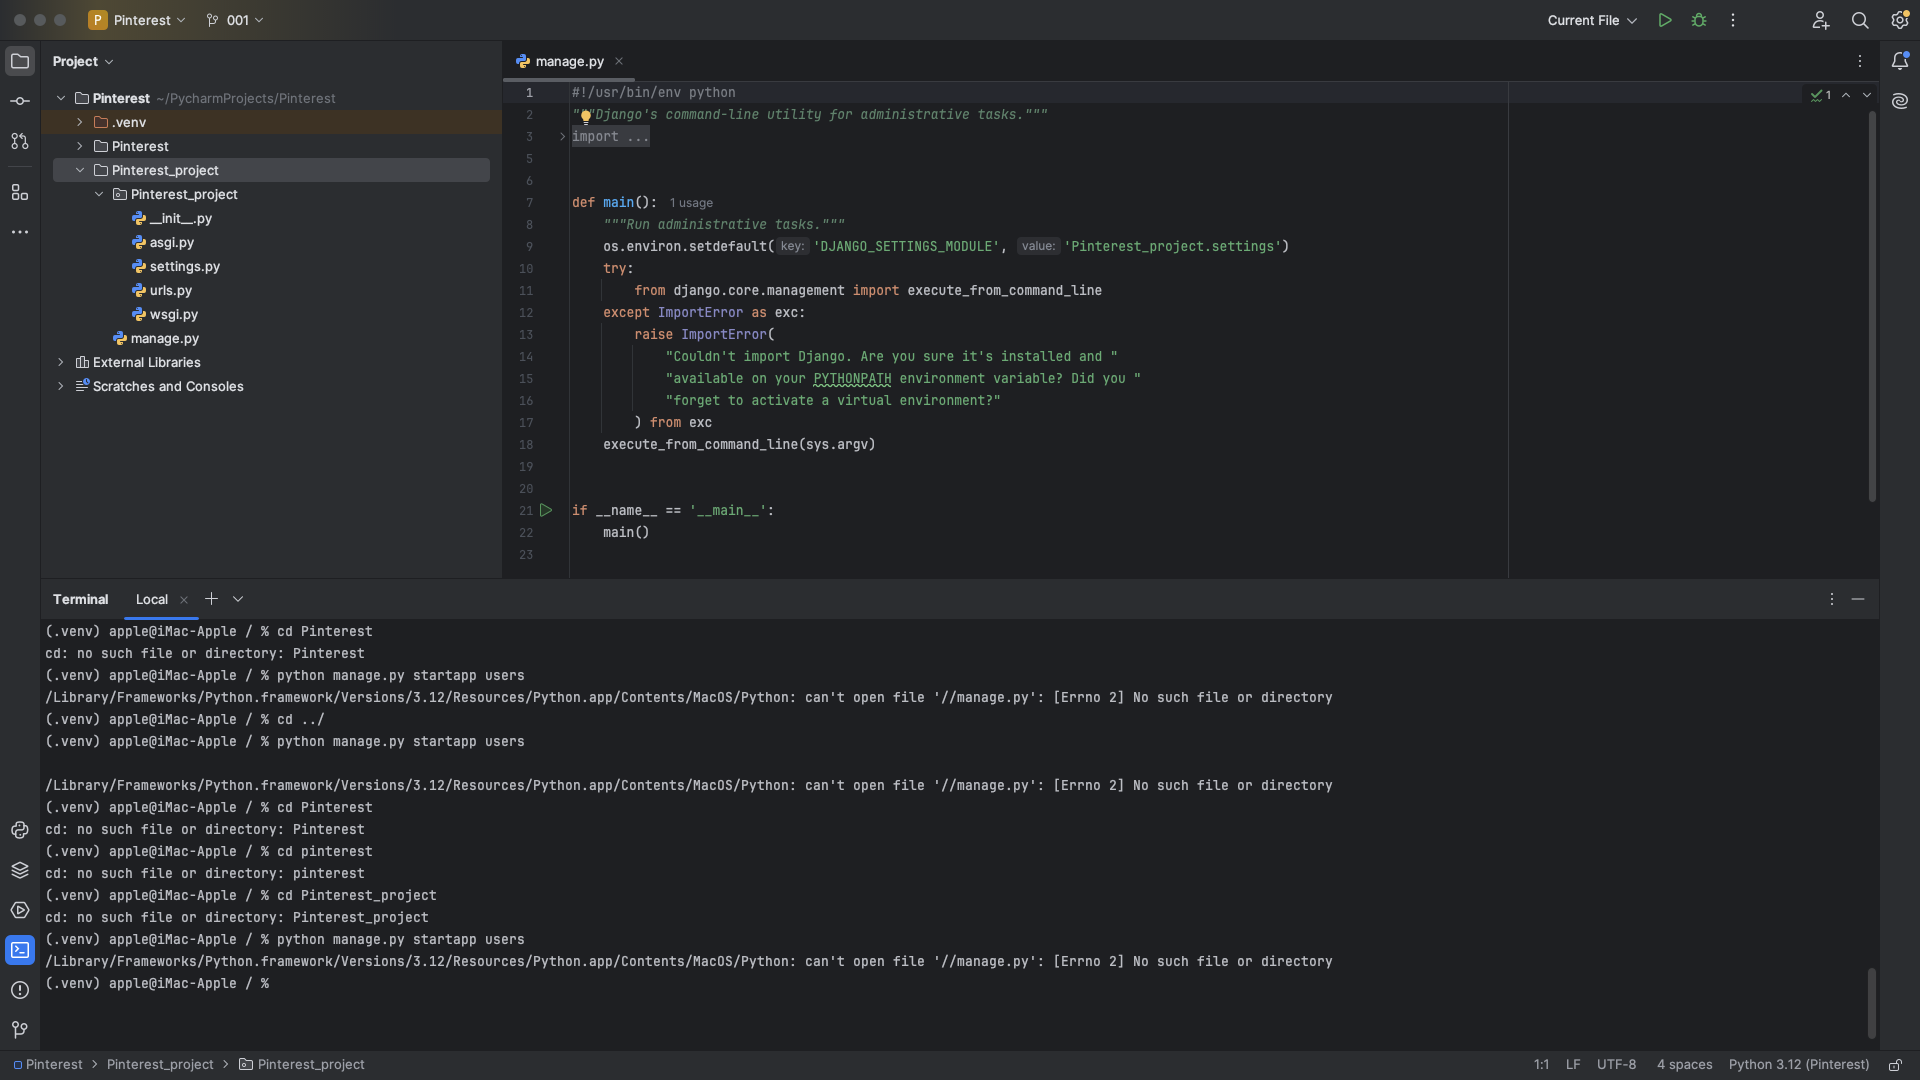 P Pinterest 001 Current File
Project
Pinterest ~/PycharmProjects/Pinterest
.venv
Pinterest
Pinterest_project
Pinterest_project
__init__.py
asgi.py
settings.py
urls.py
wsgi.py
manage.py
External Libraries
Scratches and Consoles
manage.py
1
1 #!/usr/bin/env python
2 """Django's command-line utility for administrative tasks."""
3 import ...
5
6
7 def main(): 1 usage
8 """Run administrative tasks."""
9 os.environ.setdefault( key: 'DJANGO_SETTINGS_MODULE', value: 'Pinterest_project.settings')
10 try:
11 from django.core.management import execute_from_command_line
12 except ImportError as exc:
13 raise ImportError(
14 "Couldn't import Django. Are you sure it's installed and "
15 "available on your PYTHONPATH environment variable? Did you "
16 "forget to activate a virtual environment?"
17 ) from exc
18 execute_from_command_line(sys.argv)
19
20
21 if __name__ == '__main__':
22 main()
23
Terminal Local
(.venv) apple@iMac-Apple / % cd Pinterest
cd: no such file or directory: Pinterest
(.venv) apple@iMac-Apple / % python manage.py startapp users
/Library/Frameworks/Python.framework/Versions/3.12/Resources/Python.app/Contents/MacOS/Python: can't open file '//manage.py': [Errno 2] No such file or directory
(.venv) apple@iMac-Apple / % cd ../
(.venv) apple@iMac-Apple / % python manage.py startapp users
/Library/Frameworks/Python.framework/Versions/3.12/Resources/Python.app/Contents/MacOS/Python: can't open file '//manage.py': [Errno 2] No such file or directory
(.venv) apple@iMac-Apple / % cd Pinterest
cd: no such file or directory: Pinterest
(.venv) apple@iMac-Apple / % cd pinterest
cd: no such file or directory: pinterest
(.venv) apple@iMac-Apple / % cd Pinterest_project
cd: no such file or directory: Pinterest_project
(.venv) apple@iMac-Apple / % python manage.py startapp users
/Library/Frameworks/Python.framework/Versions/3.12/Resources/Python.app/Contents/MacOS/Python: can't open file '//manage.py': [Errno 2] No such file or directory
(.venv) apple@iMac-Apple / %
Pinterest > Pinterest_project > Pinterest_project 1:1 LF UTF-8 4 spaces Python 3.12 (Pinterest)